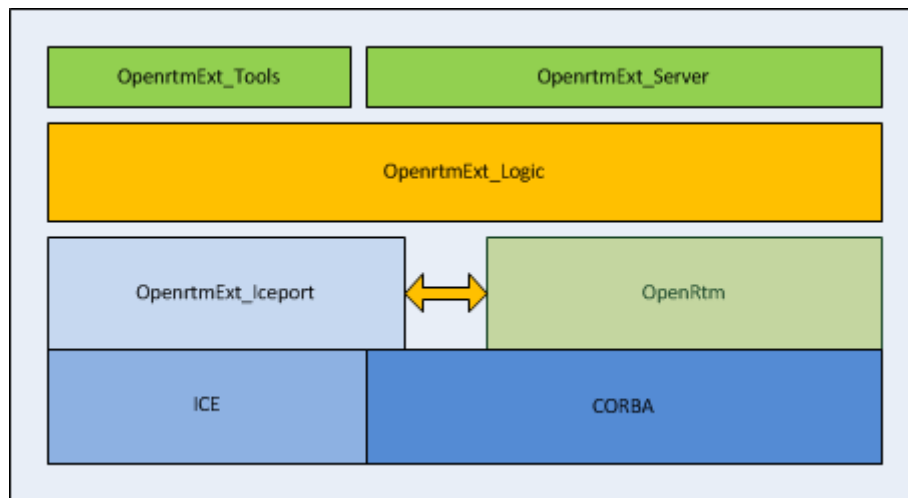 OpenrtmExt_Tools
OpenrtmExt_Server
OpenrtmExt_Logic
OpenrtmExt_Iceport
OpenRtm
ICE
CORBA